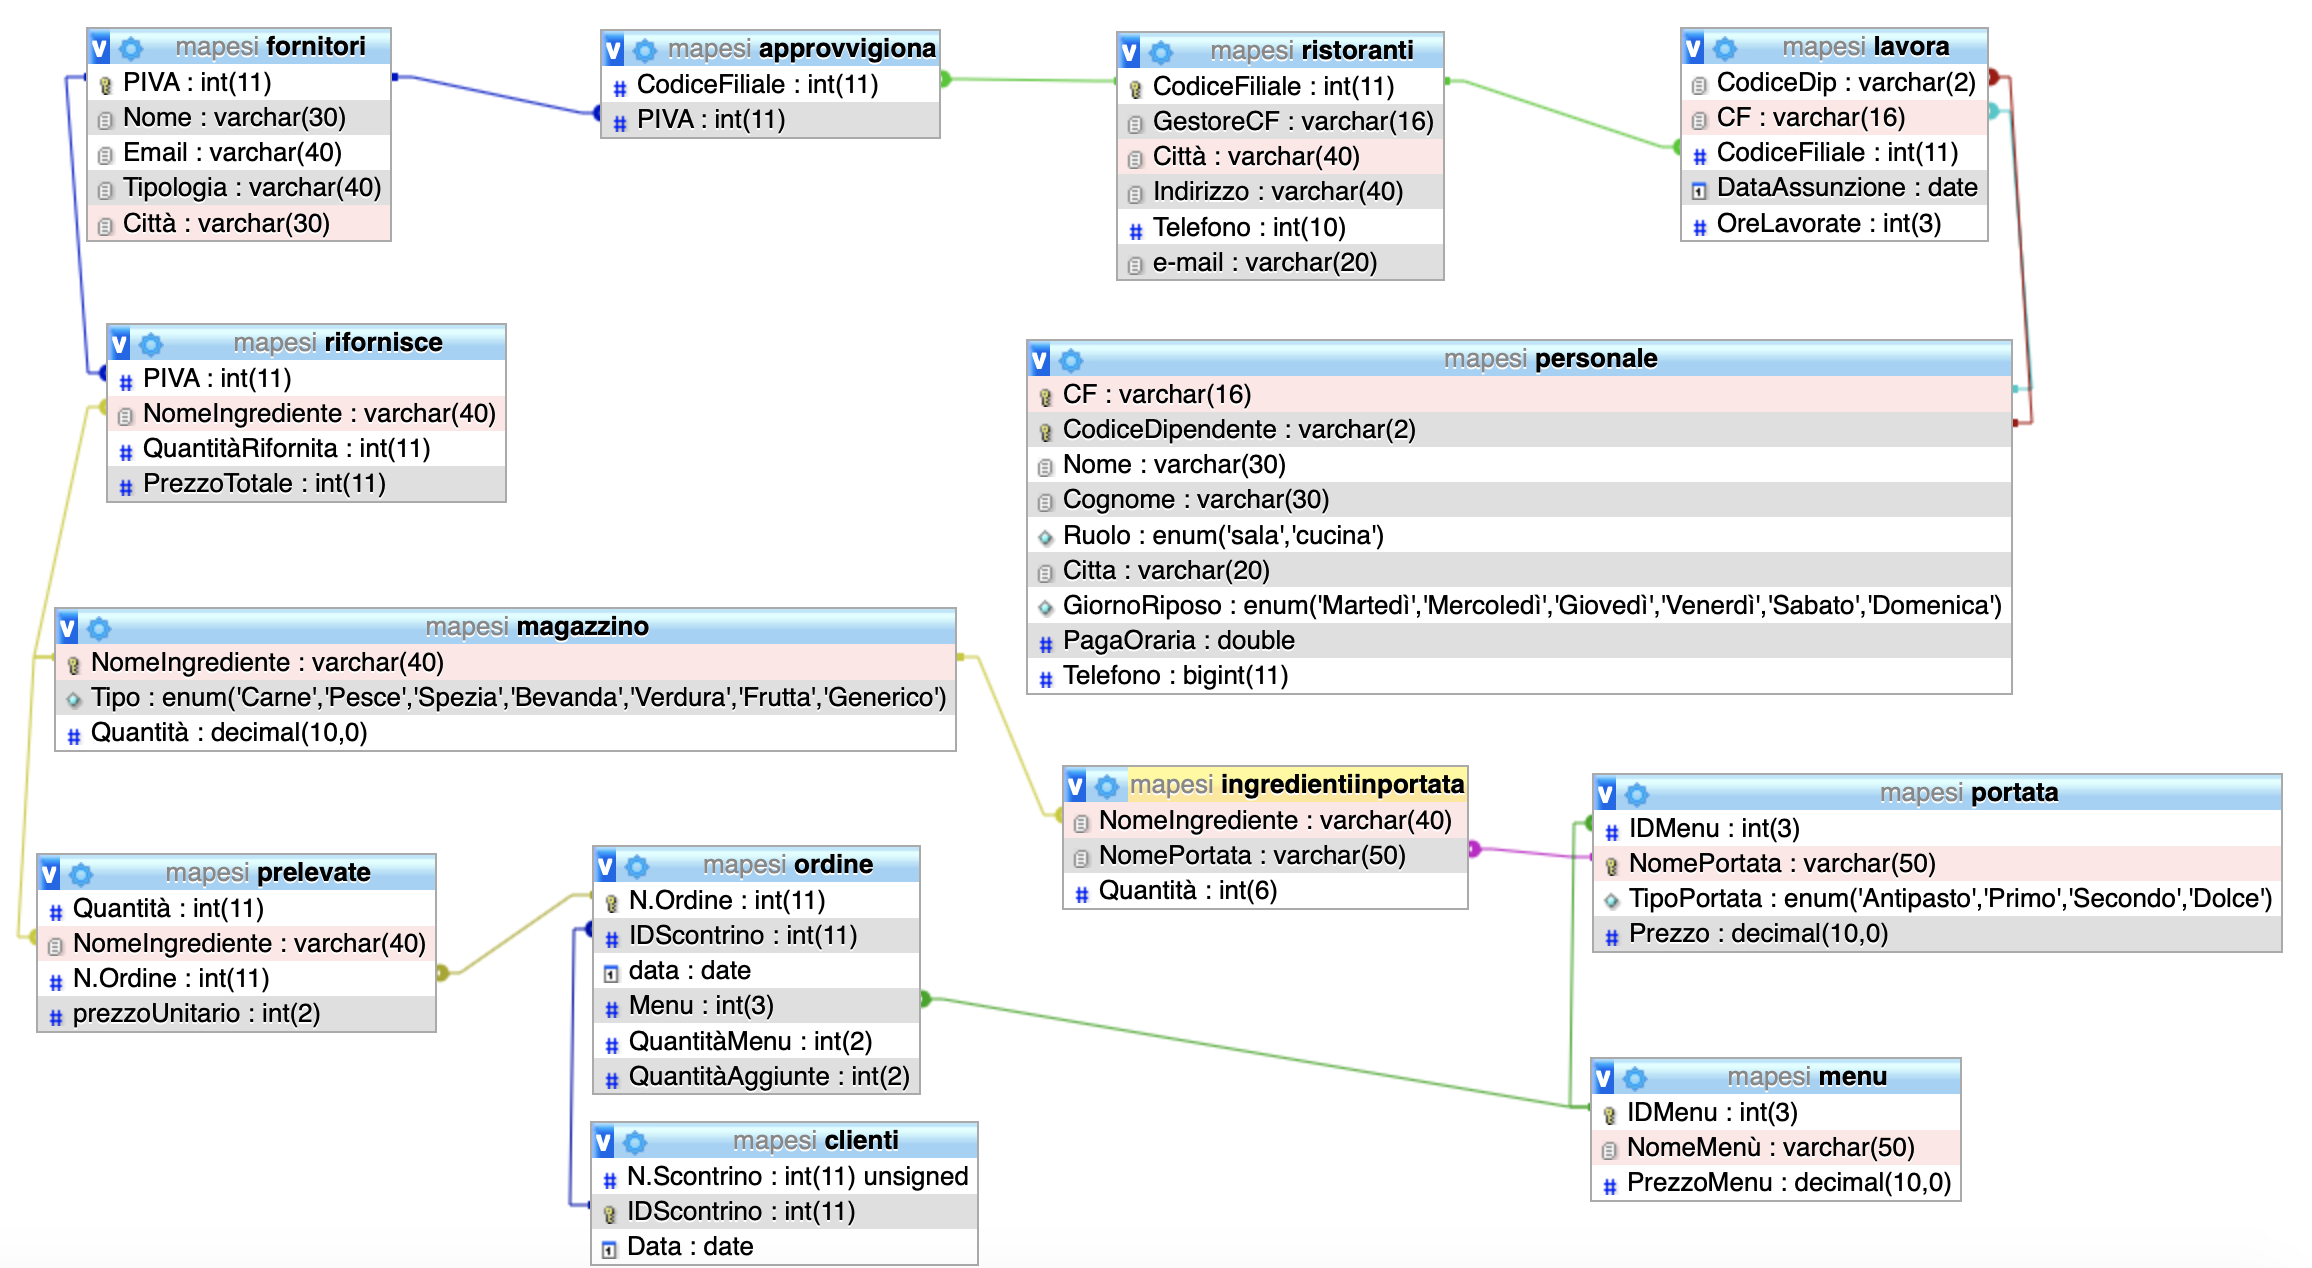 mapesi fornitori
PIVA : int(11)
Nome : varchar(30)
Email : varchar(40)
Tipologia : varchar(40)
Città : varchar(30)
mapesi approvvigiona
CodiceFiliale : int(11)
PIVA : int(11)
mapesi ristoranti
CodiceFiliale : int(11)
GestoreCF : varchar(16)
Città : varchar(40)
Indirizzo : varchar(40)
Telefono : int(10)
e-mail : varchar(20)
mapesi lavora
CodiceDip : varchar(2)
CF : varchar(16)
CodiceFiliale : int(11)
DataAssunzione : date
OreLavorate : int(3)
mapesi rifornisce
PIVA : int(11)
NomeIngrediente : varchar(40)
QuantitàRifornita : int(11)
PrezzoTotale : int(11)
mapesi personale
CF : varchar(16)
CodiceDipendente : varchar(2)
Nome : varchar(30)
Cognome : varchar(30)
Ruolo : enum('sala','cucina')
Citta : varchar(20)
GiornoRiposo : enum('Martedì','Mercoledì','Giovedì','Venerdì','Sabato','Domenica')
PagaOraria : double
Telefono : bigint(11)
mapesi magazzino
NomeIngrediente : varchar(40)
Tipo : enum('Carne','Pesce','Spezia','Bevanda','Verdura','Frutta','Generico')
Quantità : decimal(10,0)
mapesi ingredientiinportata
NomeIngrediente : varchar(40)
NomePortata : varchar(50)
Quantità : int(6)
mapesi portata
IDMenu : int(3)
NomePortata : varchar(50)
TipoPortata : enum('Antipasto','Primo','Secondo','Dolce')
Prezzo : decimal(10,0)
mapesi prelevate
Quantità : int(11)
NomeIngrediente : varchar(40)
N.Ordine : int(11)
prezzoUnitario : int(2)
mapesi ordine
N.Ordine : int(11)
IDScontrino : int(11)
data : date
Menu : int(3)
QuantitàMenu : int(2)
QuantitàAggiunte : int(2)
mapesi menu
IDMenu : int(3)
NomeMenù : varchar(50)
PrezzoMenu : decimal(10,0)
mapesi clienti
N.Scontrino : int(11) unsigned
IDScontrino : int(11)
Data : date